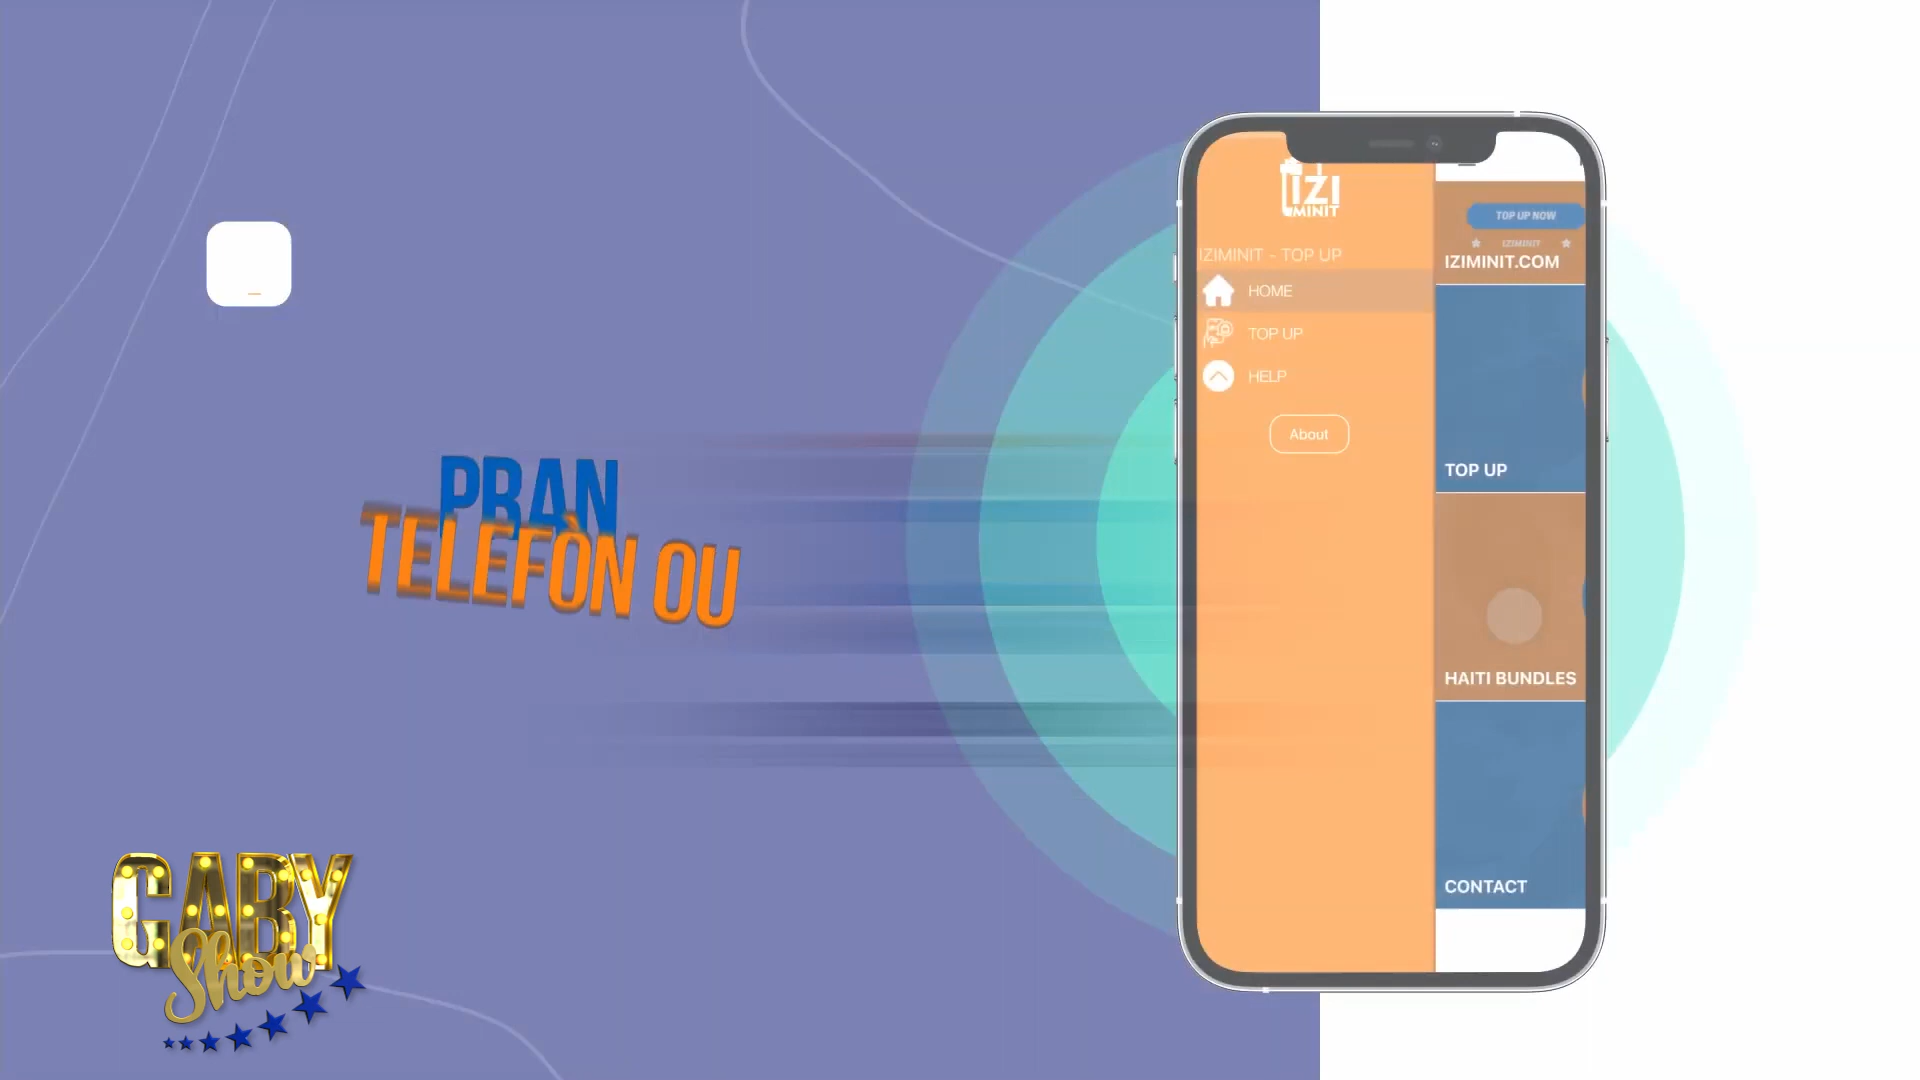 PRAN
TELEFÒN OU
GABY
Show
IZI
MINIT
IZIMINIT - TOP UP
HOME
TOP UP
HELP
About
TOP UP NOW
IZIMINIT
IZIMINIT.COM
TOP UP
HAITI BUNDLES
CONTACT